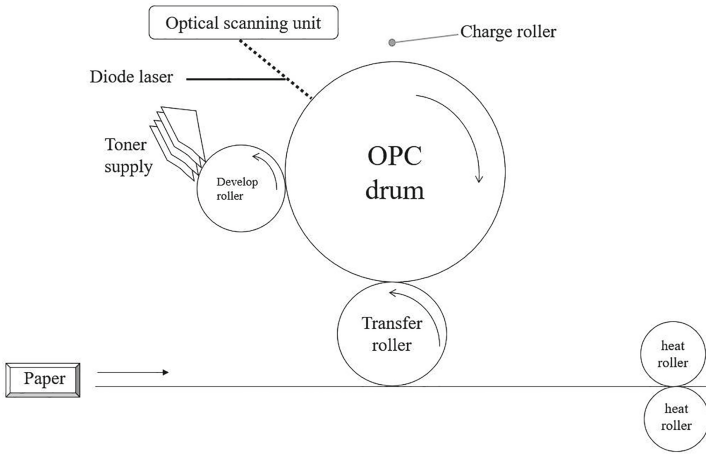 Optical scanning unit
Charge roller
Diode laser
Toner
supply
Develop
roller
OPC
drum
Transfer
roller
heat
roller
Paper
heat
roller